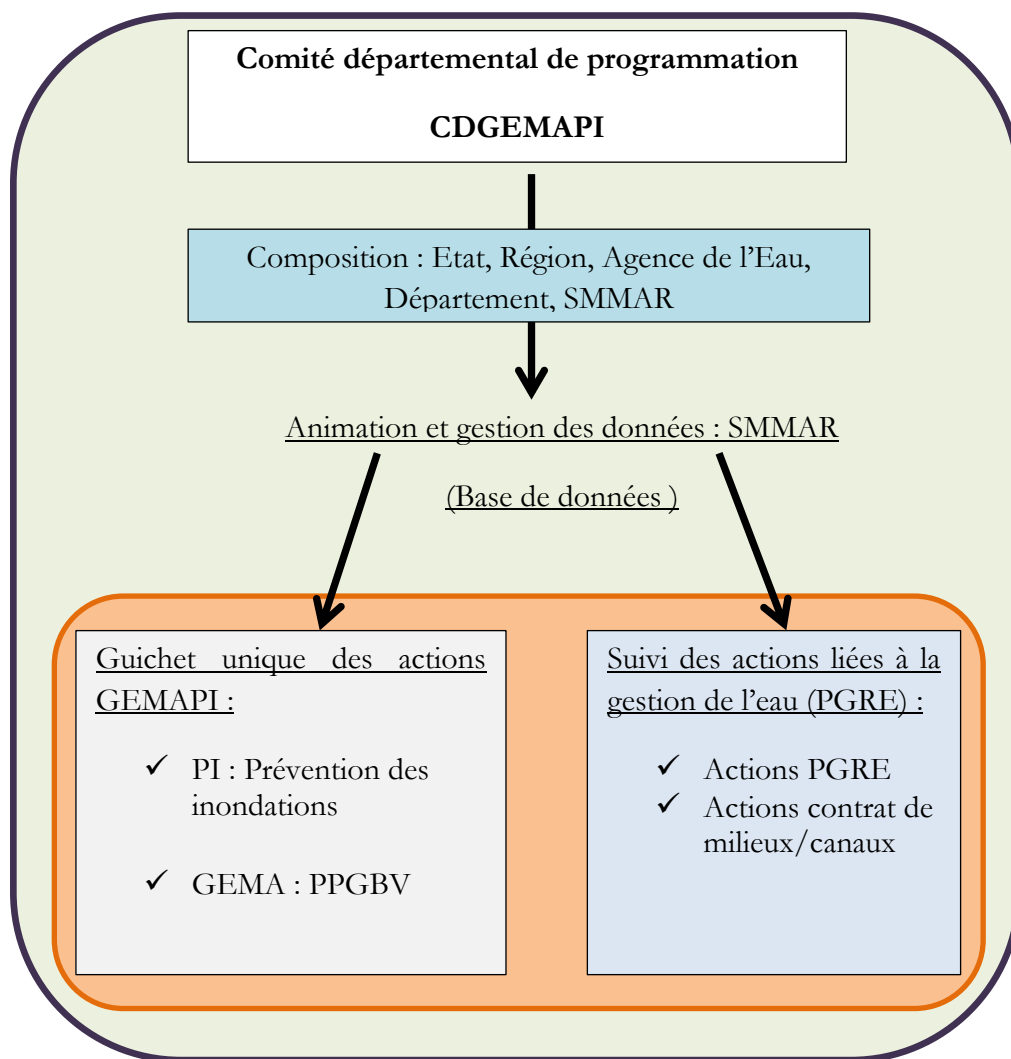 Comité départemental de programmation
CDGEMAPI
Composition : Etat, Région, Agence de l’Eau,
Département, SMMAR
Animation et gestion des données : SMMAR
(Base de données )
Guichet unique des actions
GEMAPI :
✓ PI : Prévention des
inondations
✓ GEMA : PPGBV
Suivi des actions liées à la
gestion de l’eau (PGRE) :
✓ Actions PGRE
✓ Actions contrat de
milieux/canaux